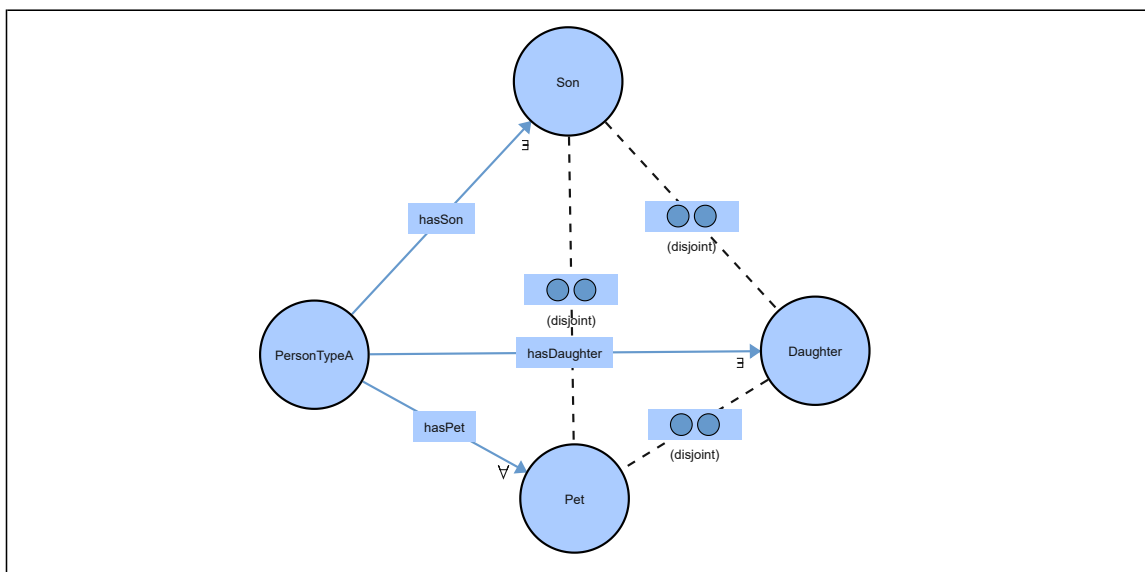 Son
∃
hasSon
(disjoint)
(disjoint)
PersonTypeA
hasDaughter
∃
Daughter
hasPet
(disjoint)
∀
Pet